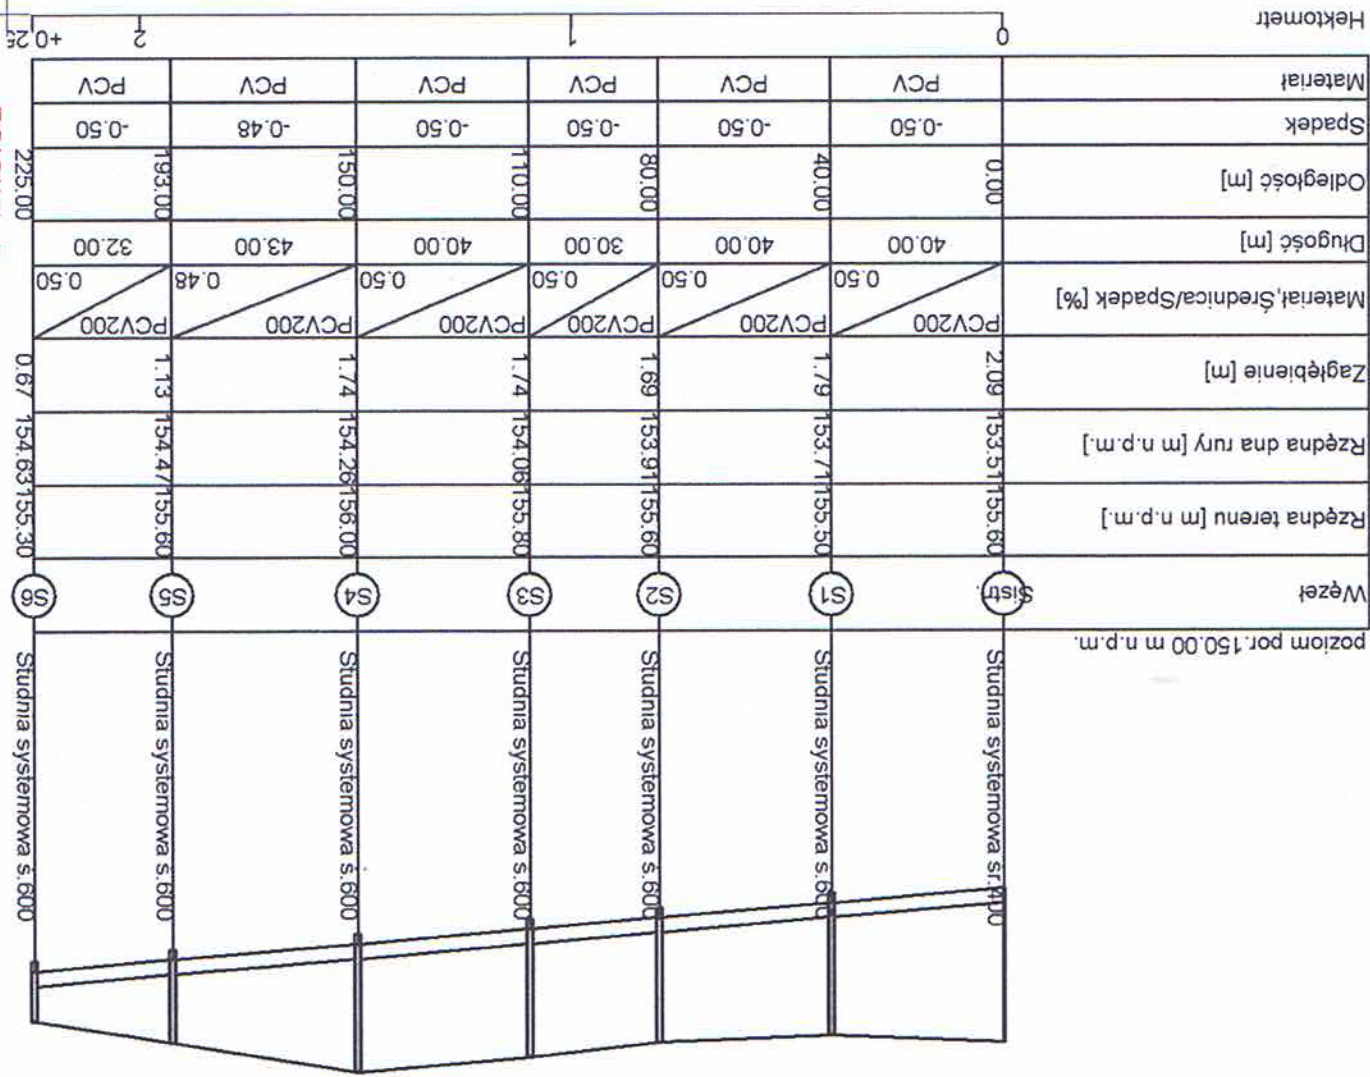 Studnia systemowa sr.1400
Studnia systemowa sr.600
Studnia systemowa s.600
Studnia systemowa s.600
Studnia systemowa s.600
Studnia systemowa s.600
Studnia systemowa s.600
poziom por.150.00 m n.p.m.
Węzeł Sistr. S1 S2 S3 S4 S5 S6
Rzędna terenu [m n.p.m.] 155.60 155.50 155.60 155.80 156.00 155.60 155.30
Rzędna dna rury [m n.p.m.] 153.51 153.71 153.91 154.06 154.26 154.47 154.63
Zagłębienie [m] 2.09 1.79 1.69 1.74 1.74 1.13 0.67
Materiał,Średnica/Spadek [%] PCV200 0.50 PCV200 0.50 PCV200 0.50 PCV200 0.50 PCV200 0.48 PCV200 0.50
Długość [m] 40.00 40.00 30.00 40.00 43.00 32.00
Odległość [m] 0.00 40.00 80.00 110.00 150.00 193.00 225.00
Spadek -0.50 -0.50 -0.50 -0.50 -0.48 -0.50
Materiał PCV PCV PCV PCV PCV PCV
Hektometr 0 1 2 +0,25